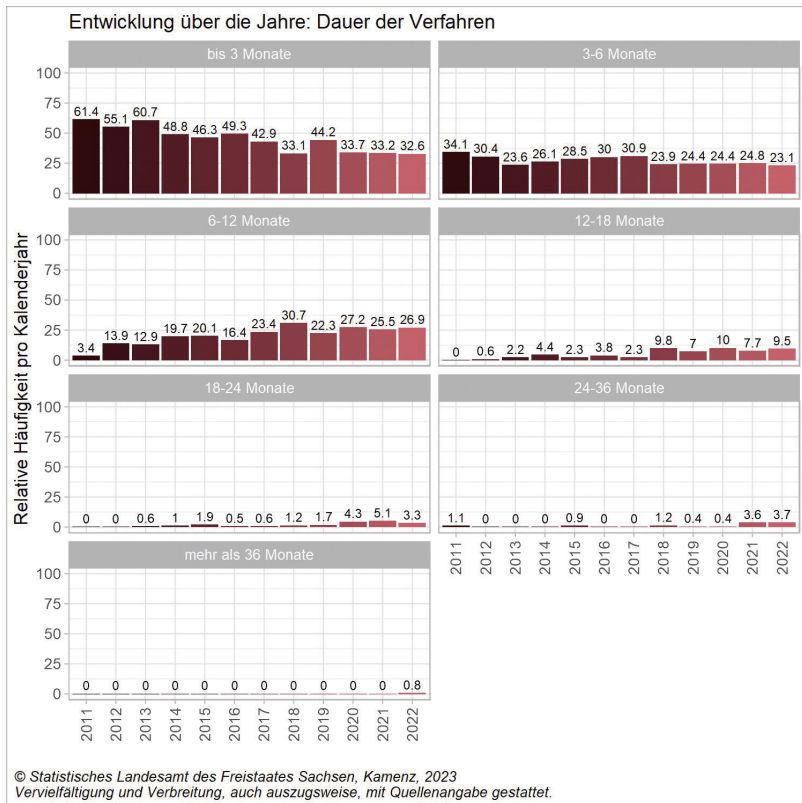 Entwicklung über die Jahre: Dauer der Verfahren
Relative Häufigkeit pro Kalenderjahr
bis 3 Monate
100
75
50
25
0
61.4 55.1 60.7 48.8 46.3 49.3 42.9 33.1 44.2 33.7 33.2 32.6
3-6 Monate
34.1 30.4 23.6 26.1 28.5 30 30.9 23.9 24.4 24.4 24.8 23.1
6-12 Monate
100
75
50
25
0
3.4 13.9 12.9 19.7 20.1 16.4 23.4 30.7 22.3 27.2 25.5 26.9
12-18 Monate
0 0.6 2.2 4.4 2.3 3.8 2.3 9.8 7 10 7.7 9.5
18-24 Monate
100
75
50
25
0
0 0 0.6 1 1.9 0.5 0.6 1.2 1.7 4.3 5.1 3.3
24-36 Monate
1.1 0 0 0 0.9 0 0 1.2 0.4 0.4 3.6 3.7
2011 2012 2013 2014 2015 2016 2017 2018 2019 2020 2021 2022
mehr als 36 Monate
100
75
50
25
0
0 0 0 0 0 0 0 0 0 0 0 0.8
2011 2012 2013 2014 2015 2016 2017 2018 2019 2020 2021 2022
© Statistisches Landesamt des Freistaates Sachsen, Kamenz, 2023
Vervielfältigung und Verbreitung, auch auszugsweise, mit Quellenangabe gestattet.